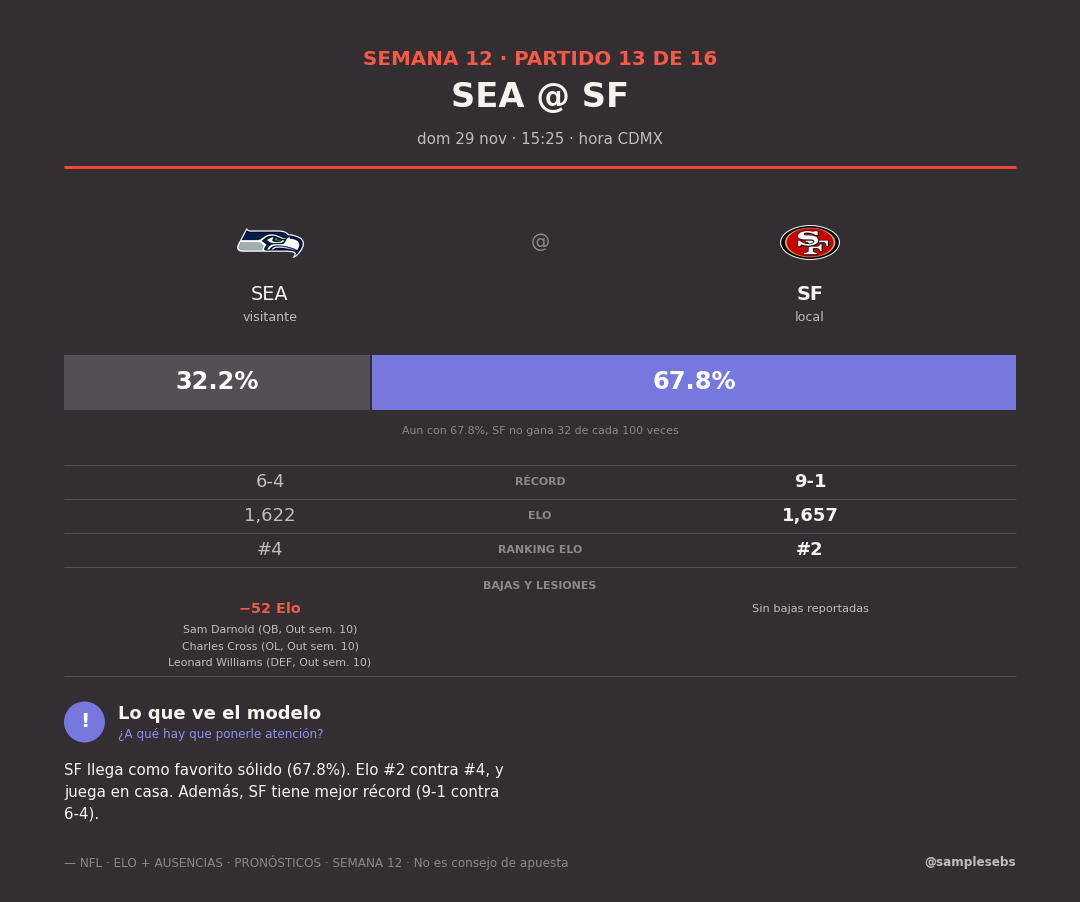 SEMANA 12 · PARTIDO 13 DE 16
SEA @ SF
dom 29 nov · 15:25 · hora CDMX
@
SF
SEA
SF
visitante
local
32.2%
67.8%
Aun con 67.8%, SF no gana 32 de cada 100 veces
6-4
RÉCORD
9-1
1,622
ELO
1,657
#4
RANKING ELO
#2
BAJAS Y LESIONES
−52 Elo
Sin bajas reportadas
Sam Darnold (QB, Out sem. 10)
Charles Cross (OL, Out sem. 10)
Leonard Williams (DEF, Out sem. 10)
!
Lo que ve el modelo
¿A qué hay que ponerle atención?
SF llega como favorito sólido (67.8%). Elo #2 contra #4, y
juega en casa. Además, SF tiene mejor récord (9-1 contra
6-4).
— NFL · ELO + AUSENCIAS · PRONÓSTICOS · SEMANA 12 · No es consejo de apuesta
@samplesebs